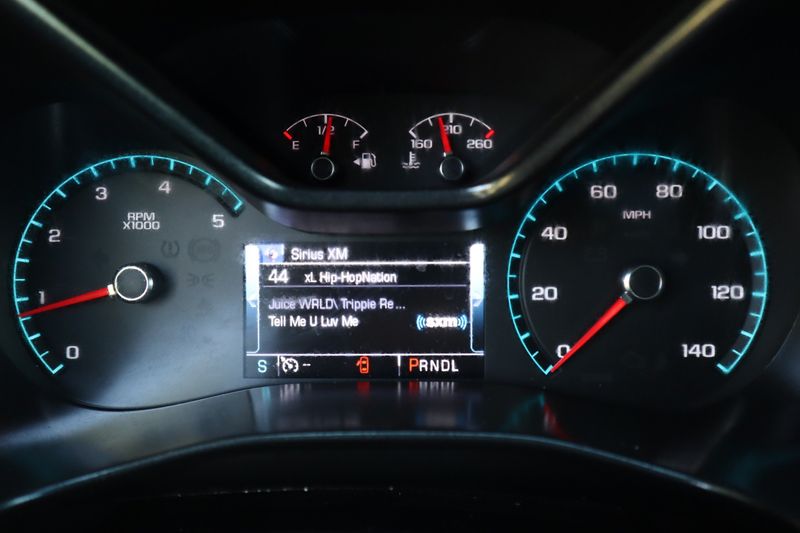 E 1/2 F
160 210 260
0 1 2 3 4 5
RPM
X1000
0 20 40 60 80 100 120 140
MPH
Sirius XM
44 xL Hip-HopNation
Juice WRLD\ Trippie Re ...
Tell Me U Luv Me
((sxm))
S -- PRNDL